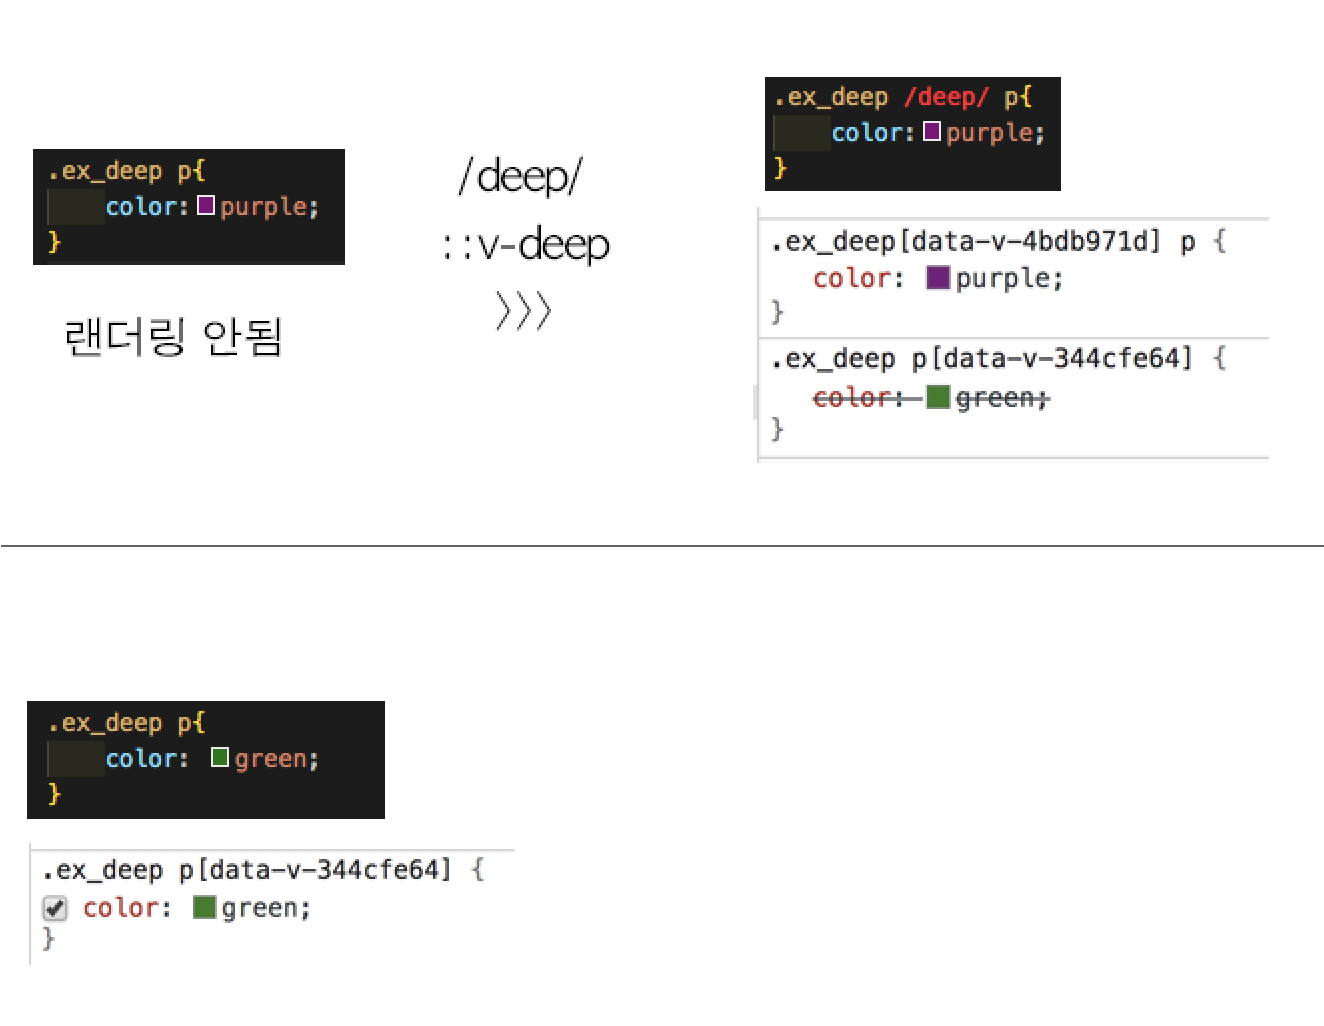 .ex_deep p{
color: purple;
}
랜더링 안됨
/deep/
::v-deep
>>>
.ex_deep /deep/ p{
color: purple;
}
.ex_deep[data-v-4bdb971d] p {
color: purple;
}
.ex_deep p[data-v-344cfe64] {
color: green;
}
.ex_deep p{
color: green;
}
.ex_deep p[data-v-344cfe64] {
color: green;
}